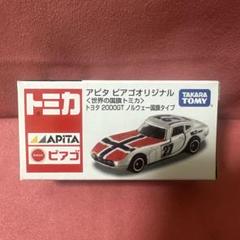 トミカ
アピタ ピアゴオリジナル
<世界の国旗トミカ>
トヨタ 2000GT ノルウェー国旗タイプ
TAKARA
TOMY
APiTA
ピアゴ
27